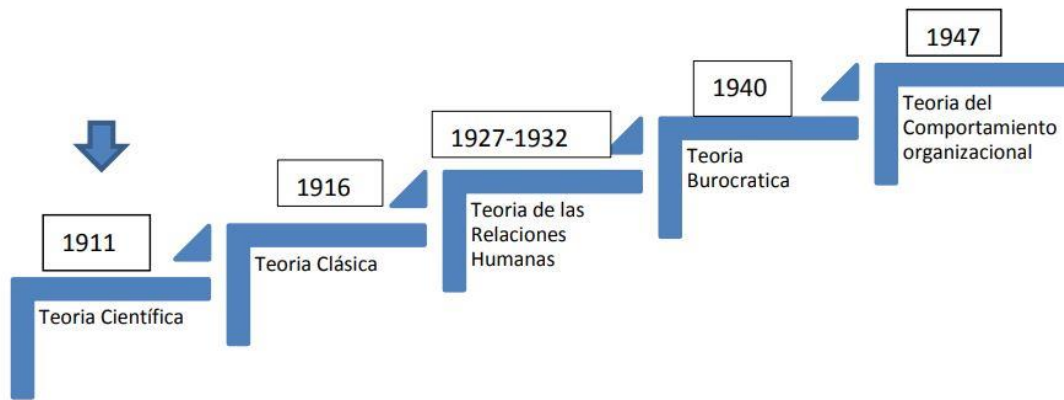 1911
Teoria Científica
1916
Teoria Clásica
1927-1932
Teoria de las
Relaciones
Humanas
1940
Teoria
Burocratica
1947
Teoria del
Comportamiento
organizacional